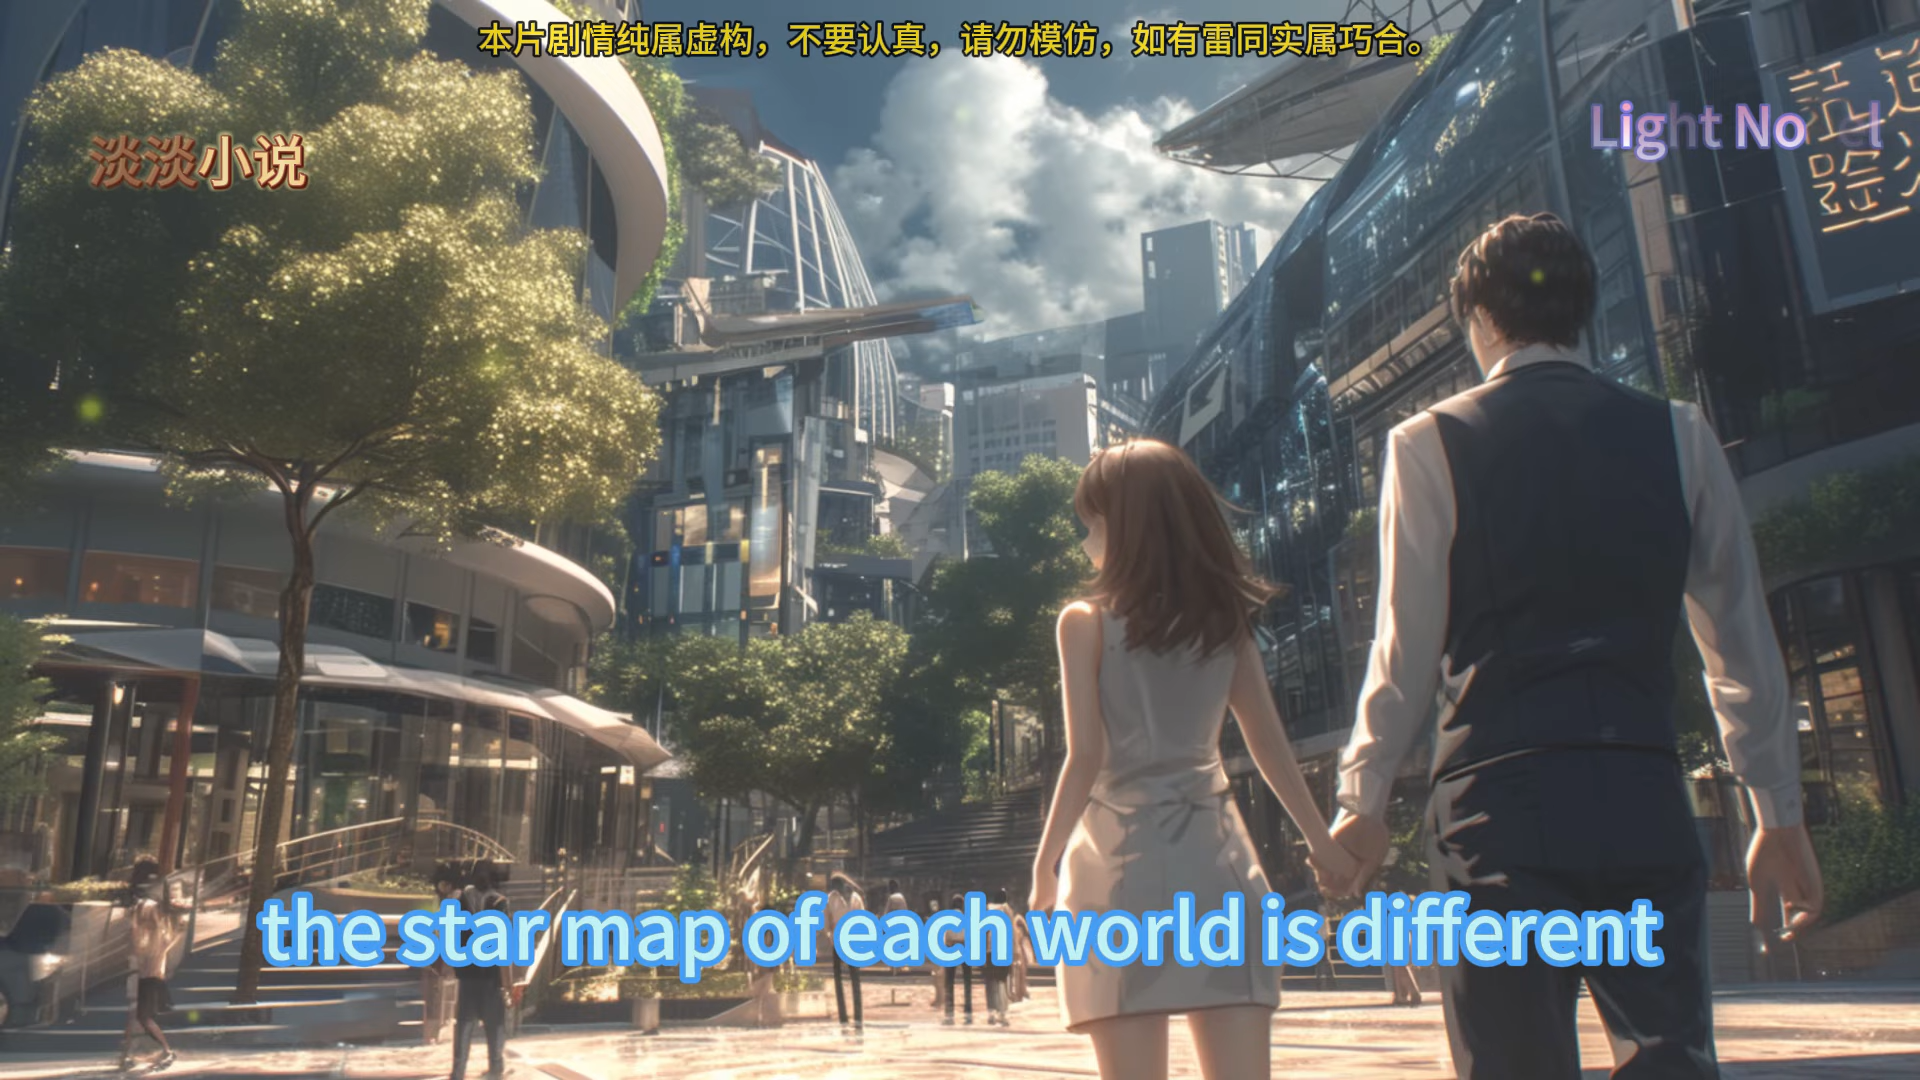 本片剧情纯属虚构，不要认真，请勿模仿，如有雷同实属巧合。
淡淡小说
Light No el
the star map of each world is different